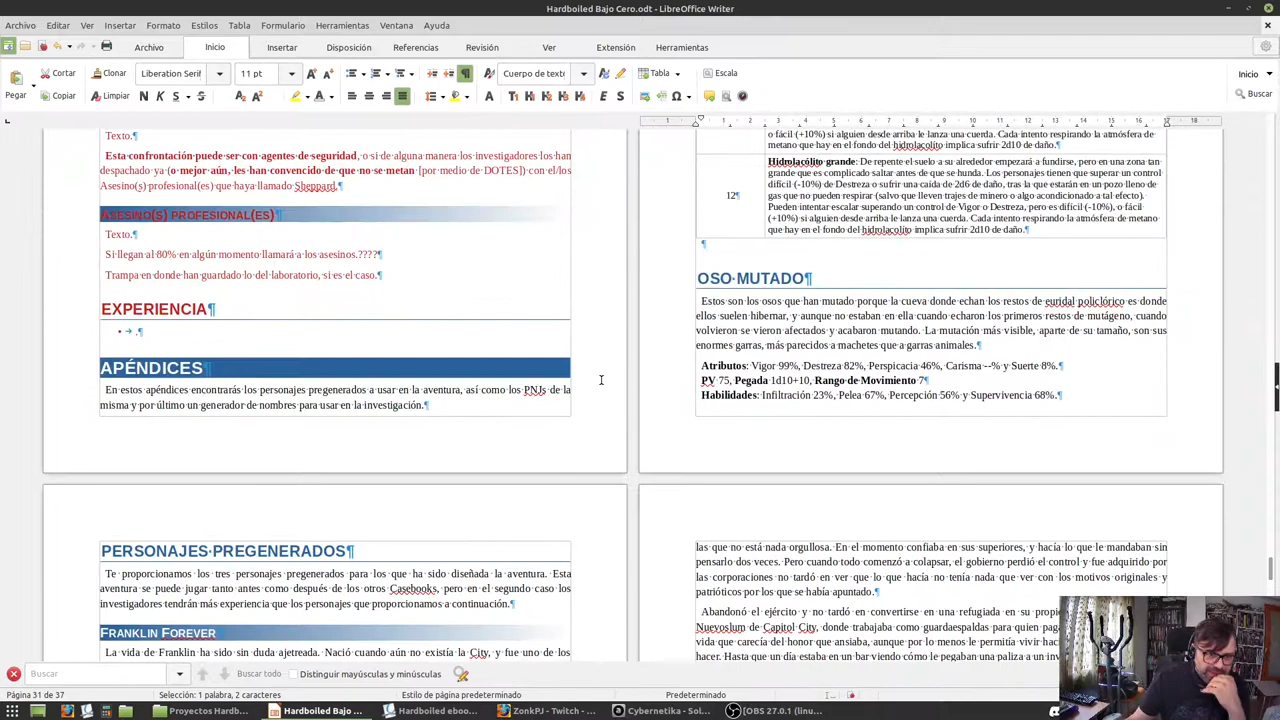 Hardboiled Bajo Cero.odt - LibreOffice Writer
Archivo Editar Ver Insertar Formato Estilos Tabla Formulario Herramientas Ventana Ayuda
Archivo Inicio Insertar Disposición Referencias Revisión Ver Extensión Herramientas
Cortar Clonar Liberation Serif 11 pt Cuerpo de texto Tabla Escala Inicio
Pegar Copiar Limpiar Buscar
Texto.¶
Esta confrontación puede ser con agentes de seguridad, o si de alguna manera los investigadores los han
despachado ya (o mejor aún, les han convencido de que no se metan [por medio de DOTES]) con el/los
Asesino(s) profesional(es) que haya llamado Sheppard.¶
ASESINO(S) PROFESIONAL(ES)¶
Texto.¶
Si llegan al 80% en algún momento llamará a los asesinos.????¶
Trampa en donde han guardado lo del laboratorio, si es el caso.¶
EXPERIENCIA¶
• → .¶
APÉNDICES¶
En estos apéndices encontrarás los personajes pregenerados a usar en la aventura, así como los PNJs de la
misma y por último un generador de nombres para usar en la investigación.¶
o fácil (+10%) si alguien desde arriba le lanza una cuerda. Cada intento respirando la atmósfera de
metano que hay en el fondo del hidrolacolito implica sufrir 2d10 de daño.¶
12¶
Hidrolacólito grande: De repente el suelo a su alrededor empezará a fundirse, pero en una zona tan
grande que es complicado saltar antes de que se hunda. Los personajes tienen que superar un control
difícil (-10%) de Destreza o sufrir una caída de 2d6 de daño, tras la que estarán en un pozo lleno de
gas que no pueden respirar (salvo que lleven trajes de minero o algo acondicionado a tal efecto).
Pueden intentar escalar superando un control de Vigor o Destreza, pero es difícil (-10%), o fácil
(+10%) si alguien desde arriba le lanza una cuerda. Cada intento respirando la atmósfera de metano
que hay en el fondo del hidrolacolito implica sufrir 2d10 de daño.¶
¶
OSO MUTADO¶
Estos son los osos que han mutado porque la cueva donde echan los restos de euridal policlórico es donde
ellos suelen hibernar, y aunque no estaban en ella cuando echaron los primeros restos de mutágeno, cuando
volvieron se vieron afectados y acabaron mutando. La mutación más visible, aparte de su tamaño, son sus
enormes garras, más parecidos a machetes que a garras animales.¶
Atributos: Vigor 99%, Destreza 82%, Perspicacia 46%, Carisma --% y Suerte 8%.¶
PV 75, Pegada 1d10+10, Rango de Movimiento 7¶
Habilidades: Infiltración 23%, Pelea 67%, Percepción 56% y Supervivencia 68%.¶
PERSONAJES PREGENERADOS¶
Te proporcionamos los tres personajes pregenerados para los que ha sido diseñada la aventura. Esta
aventura se puede jugar tanto antes como después de los otros Casebooks, pero en el segundo caso los
investigadores tendrán más experiencia que los personajes que proporcionamos a continuación.¶
FRANKLIN FOREVER
La vida de Franklin ha sido sin duda ajetreada. Nació cuando aún no existía la City, y fue uno de los
las que no está nada orgullosa. En el momento confiaba en sus superiores, y hacía lo que le mandaban sin
pensarlo dos veces. Pero cuando todo comenzó a colapsar, el gobierno perdió el control y fue adquirido por
las corporaciones no tardó en ver que lo que hacía no tenía nada que ver con los motivos originales y
patrióticos por los que se había apuntado.¶
Abandonó el ejército y no tardó en convertirse en una refugiada en su
Nuevoslum de Capitol City, donde trabajaba como guardaespaldas para quien
vida que carecía del honor que ansiaba, aunque por lo menos le permitía vivir
hacer. Hasta que un día estaba en un bar viendo cómo le pegaban una paliza a un
Buscar Buscar todo Distinguir mayúsculas y minúsculas
Página 31 de 37 Selección: 1 palabra, 2 caracteres Estilo de página predeterminado Predeterminado
Proyectos Hardb... Hardboiled Bajo ... Hardboiled eboo... ZonkPJ - Twitch - ... Cybernetika - Sol... [OBS 27.0.1 (linu...